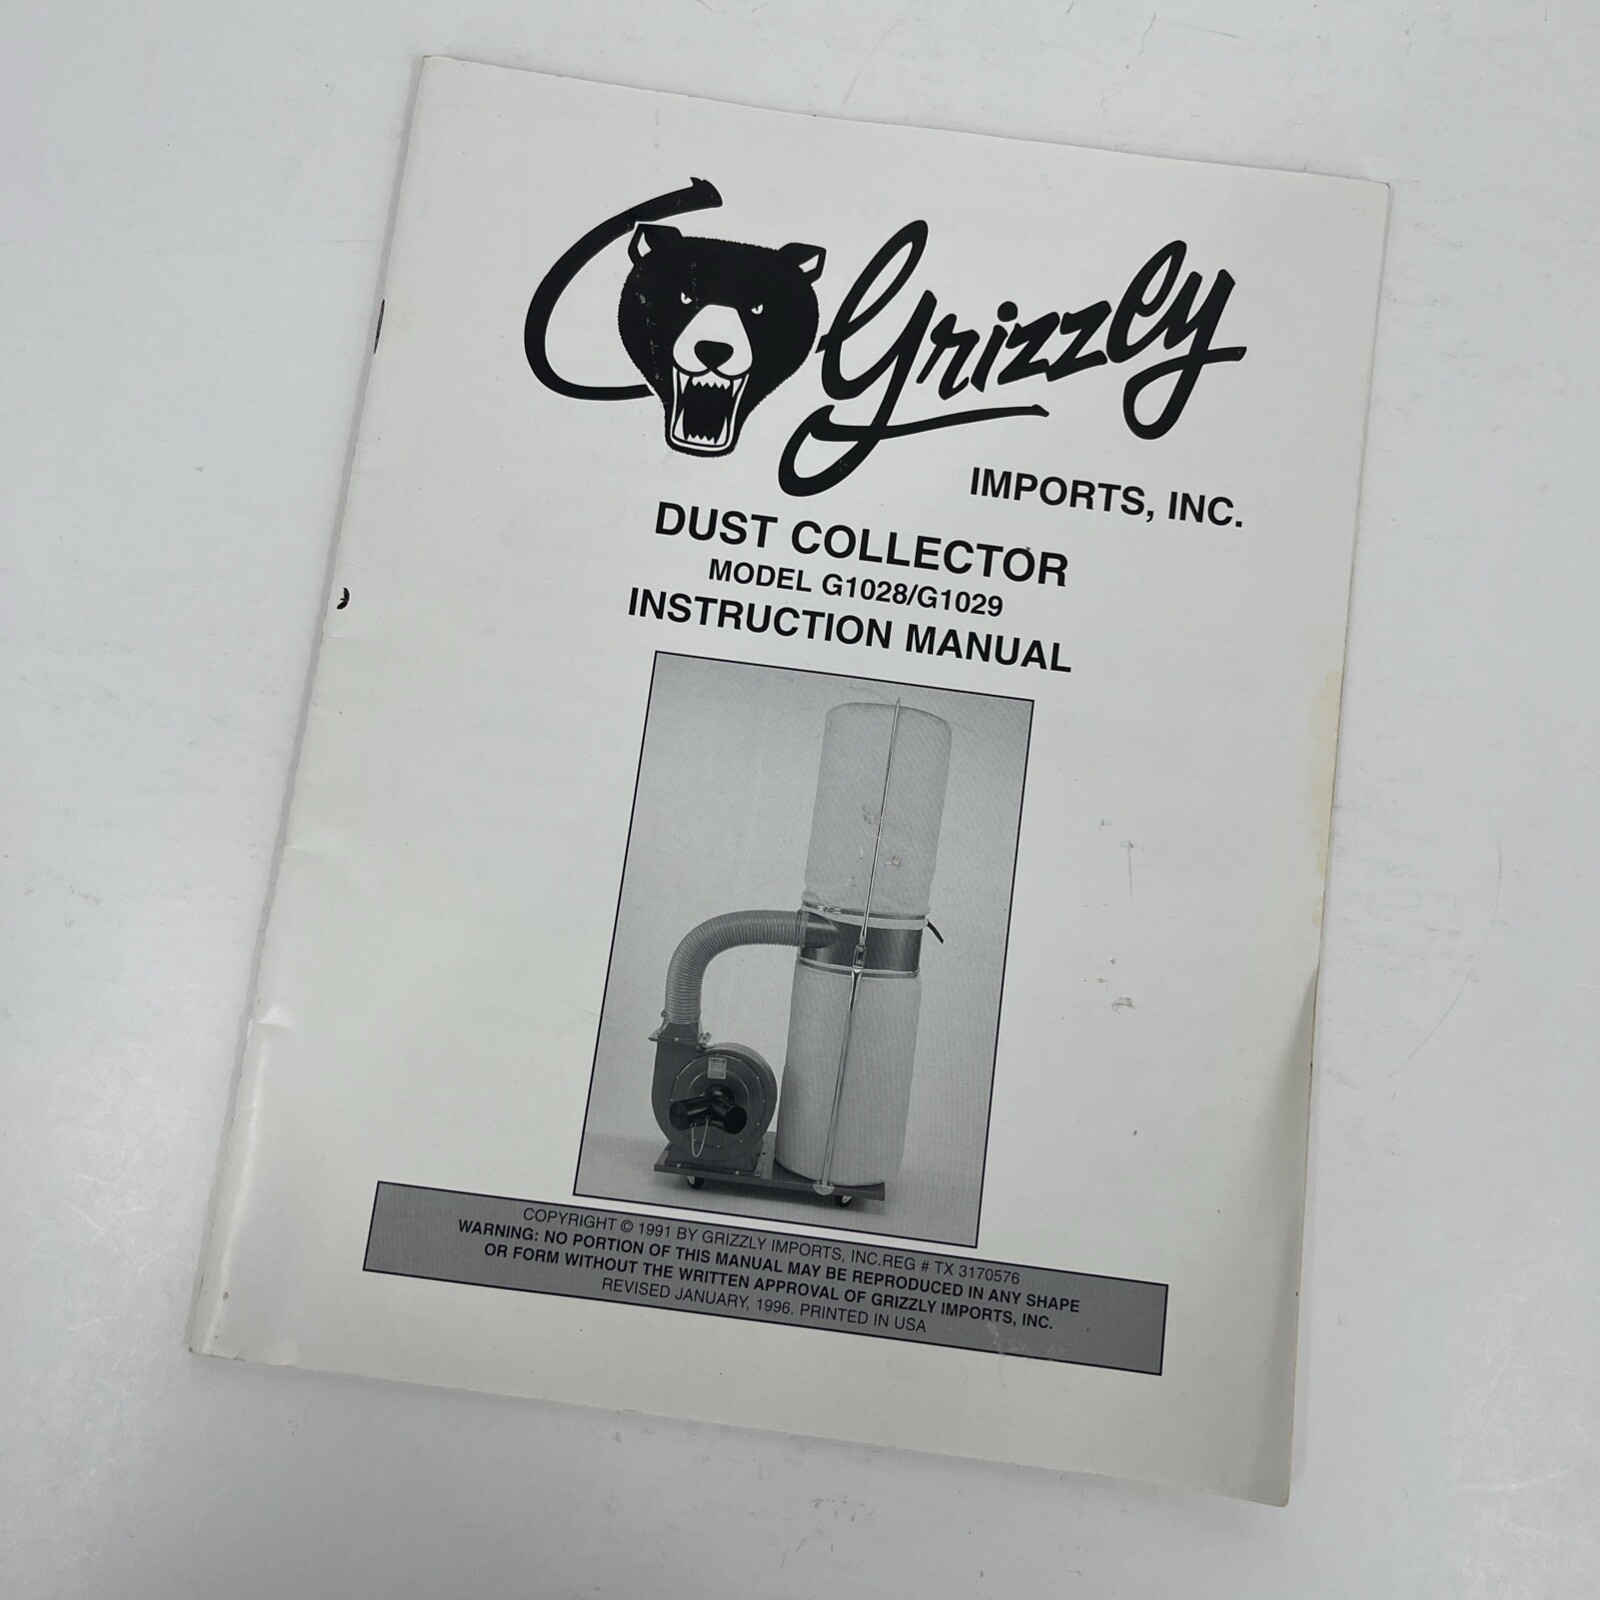 Grizzly
IMPORTS, INC.
DUST COLLECTOR
MODEL G1028/G1029
INSTRUCTION MANUAL
COPYRIGHT © 1991 BY GRIZZLY IMPORTS, INC.REG # TX 3170576
WARNING: NO PORTION OF THIS MANUAL MAY BE REPRODUCED IN ANY SHAPE
OR FORM WITHOUT THE WRITTEN APPROVAL OF GRIZZLY IMPORTS, INC.
REVISED JANUARY, 1996. PRINTED IN USA